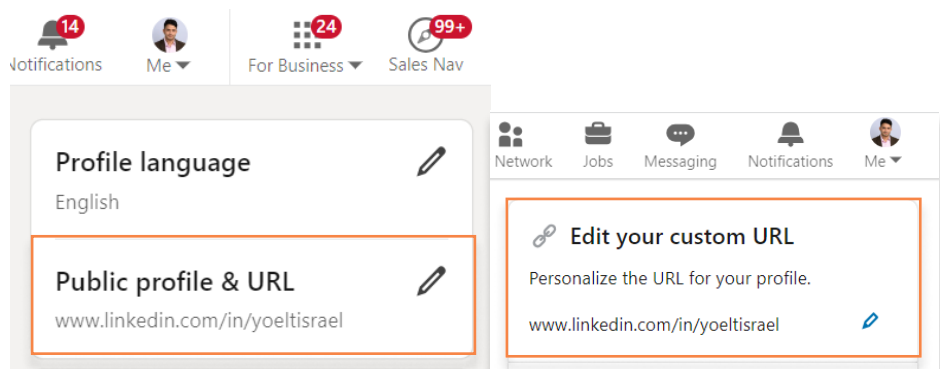 14
24
99+
Notifications
Me
For Business
Sales Nav
Profile language
English
Public profile & URL
www.linkedin.com/in/yoeltisrael
Network
Jobs
Messaging
Notifications
Me
Edit your custom URL
Personalize the URL for your profile.
www.linkedin.com/in/yoeltisrael